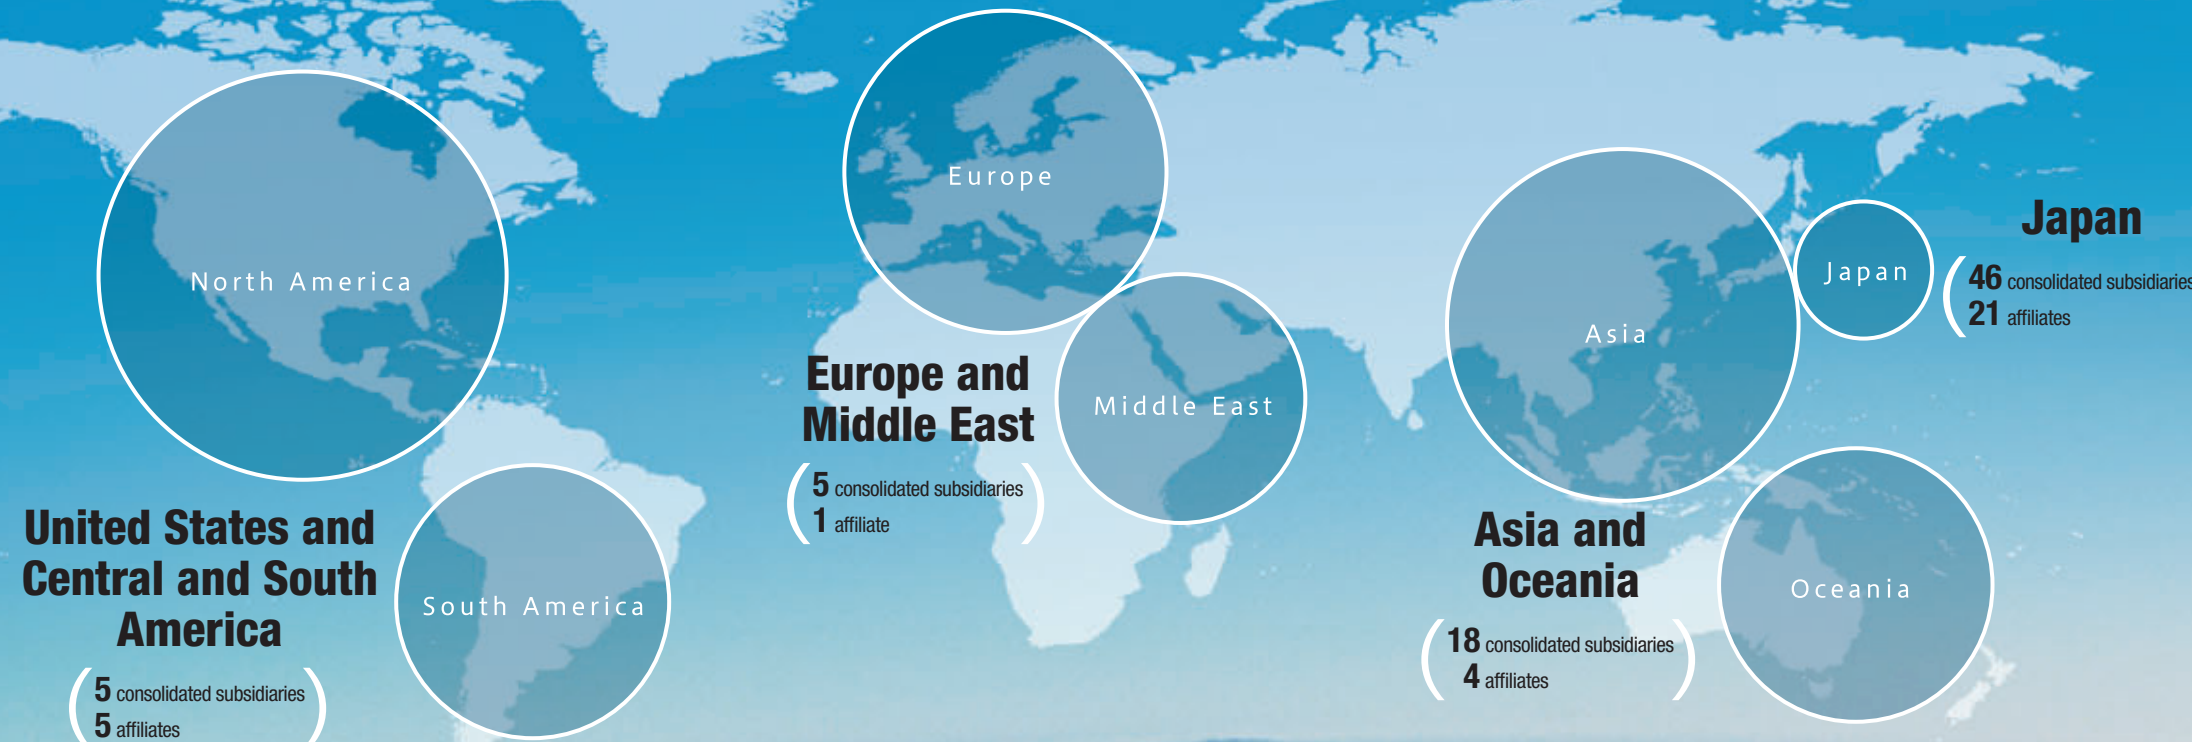 North America
United States and
Central and South
America
5 consolidated subsidiaries
5 affiliates
South America
Europe
Europe and
Middle East
5 consolidated subsidiaries
1 affiliate
Middle East
Asia
Asia and
Oceania
18 consolidated subsidiaries
4 affiliates
Japan
Japan
46 consolidated subsidiaries
21 affiliates
Oceania